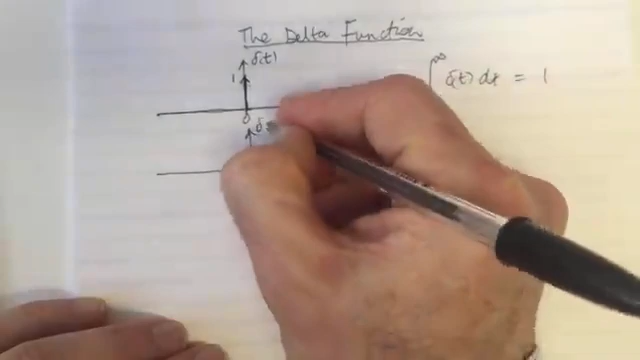 The Delta Function
δ(t)
1
∫ δ(t) dt = 1
∞
0
δ